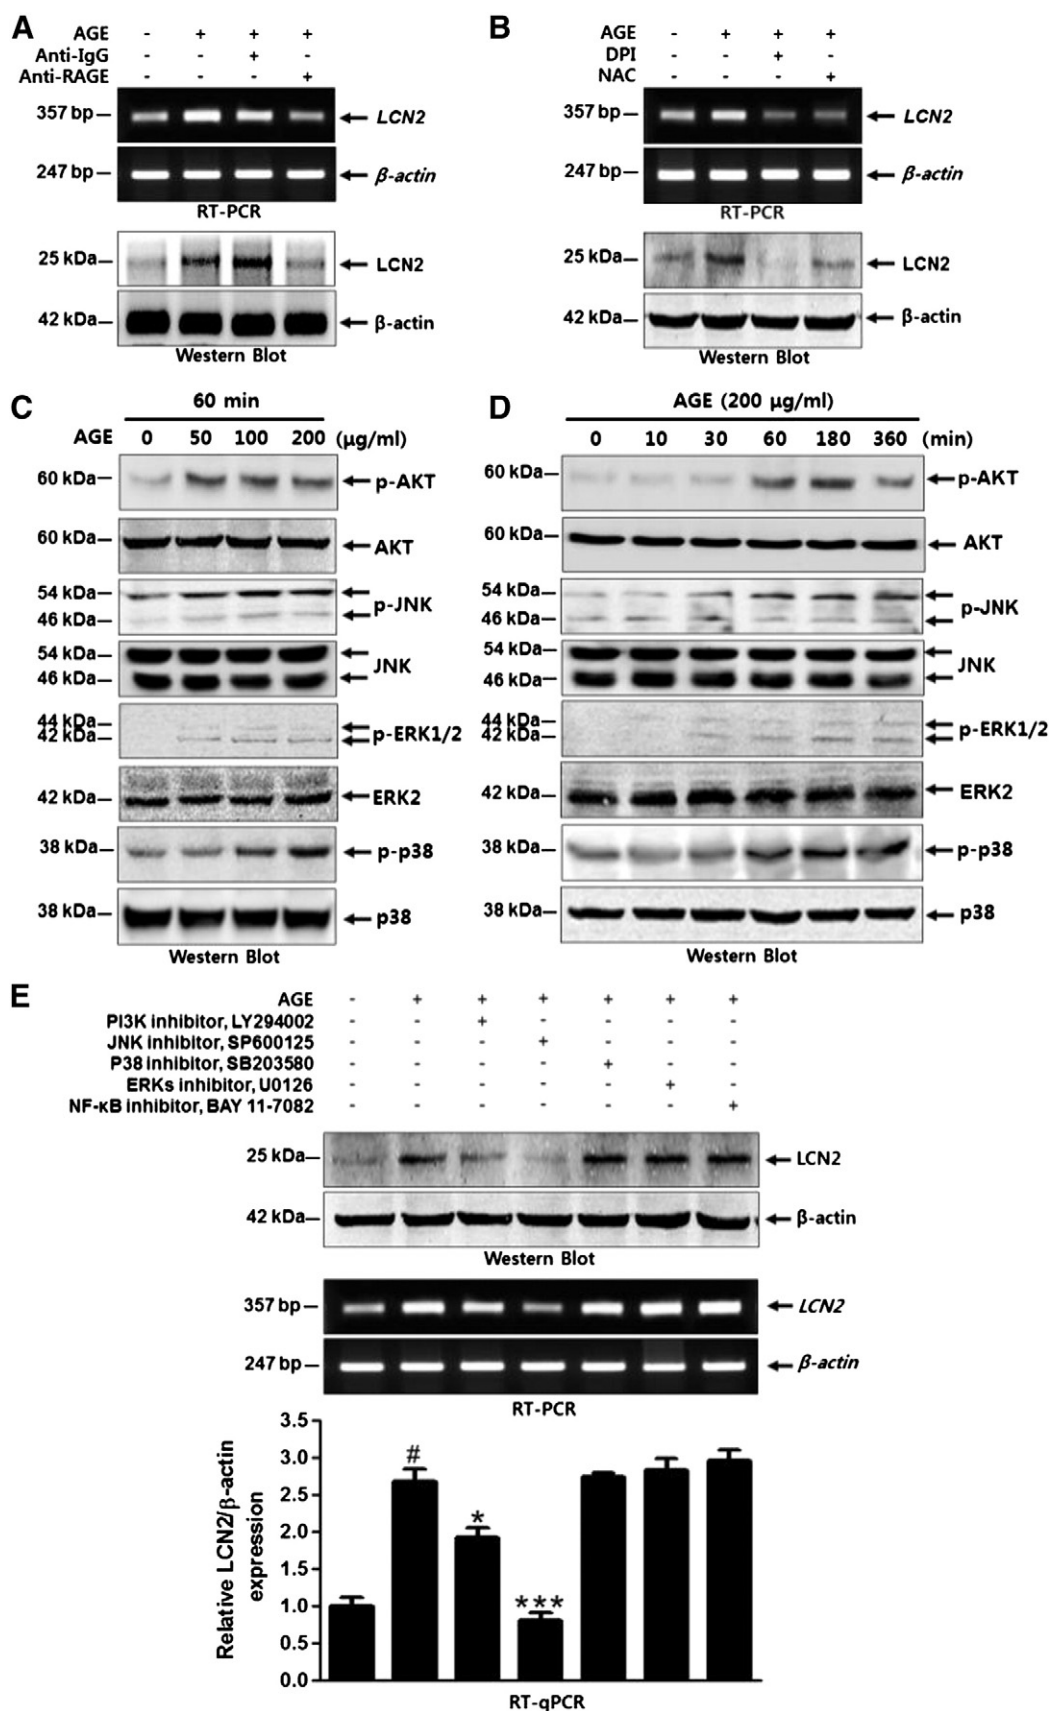 A
AGE - + + +
Anti-IgG - - + -
Anti-RAGE - - - +
357 bp LCN2
247 bp β-actin
RT-PCR
25 kDa LCN2
42 kDa β-actin
Western Blot
B
AGE - + + +
DPI - - + -
NAC - - - +
357 bp LCN2
247 bp β-actin
RT-PCR
25 kDa LCN2
42 kDa β-actin
Western Blot
C
60 min
AGE 0 50 100 200 (μg/ml)
60 kDa p-AKT
60 kDa AKT
54 kDa
p-JNK
46 kDa
54 kDa
JNK
46 kDa
44 kDa
p-ERK1/2
42 kDa
42 kDa ERK2
38 kDa p-p38
38 kDa p38
Western Blot
D
AGE (200 μg/ml)
0 10 30 60 180 360 (min)
60 kDa p-AKT
60 kDa AKT
54 kDa
p-JNK
46 kDa
54 kDa
JNK
46 kDa
44 kDa
p-ERK1/2
42 kDa
42 kDa ERK2
38 kDa p-p38
38 kDa p38
Western Blot
E
AGE - + + + + + +
PI3K inhibitor, LY294002 - - + - - - -
JNK inhibitor, SP600125 - - - + - - -
P38 inhibitor, SB203580 - - - - + - -
ERKs inhibitor, U0126 - - - - - + -
NF-κB inhibitor, BAY 11-7082 - - - - - - +
25 kDa LCN2
42 kDa β-actin
Western Blot
357 bp LCN2
247 bp β-actin
RT-PCR
Relative LCN2/β-actin
expression
3.5
3.0
2.5
2.0
1.5
1.0
0.5
0.0
#
*
***
RT-qPCR